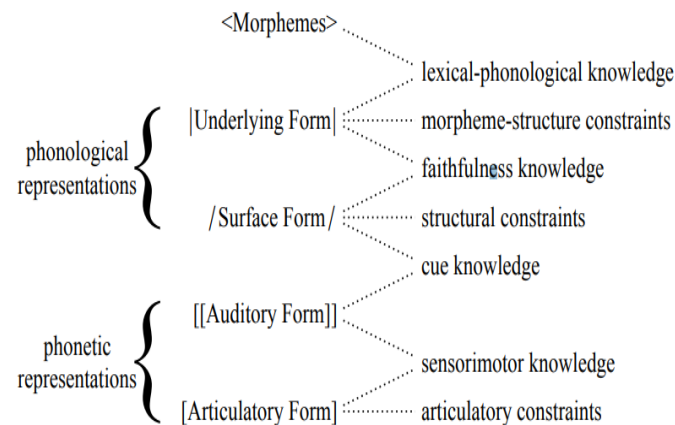 <Morphemes>
lexical-phonological knowledge
|Underlying Form|
morpheme-structure constraints
phonological
representations
faithfulness knowledge
/Surface Form/
structural constraints
cue knowledge
[[Auditory Form]]
phonetic
representations
sensorimotor knowledge
[Articulatory Form]
articulatory constraints